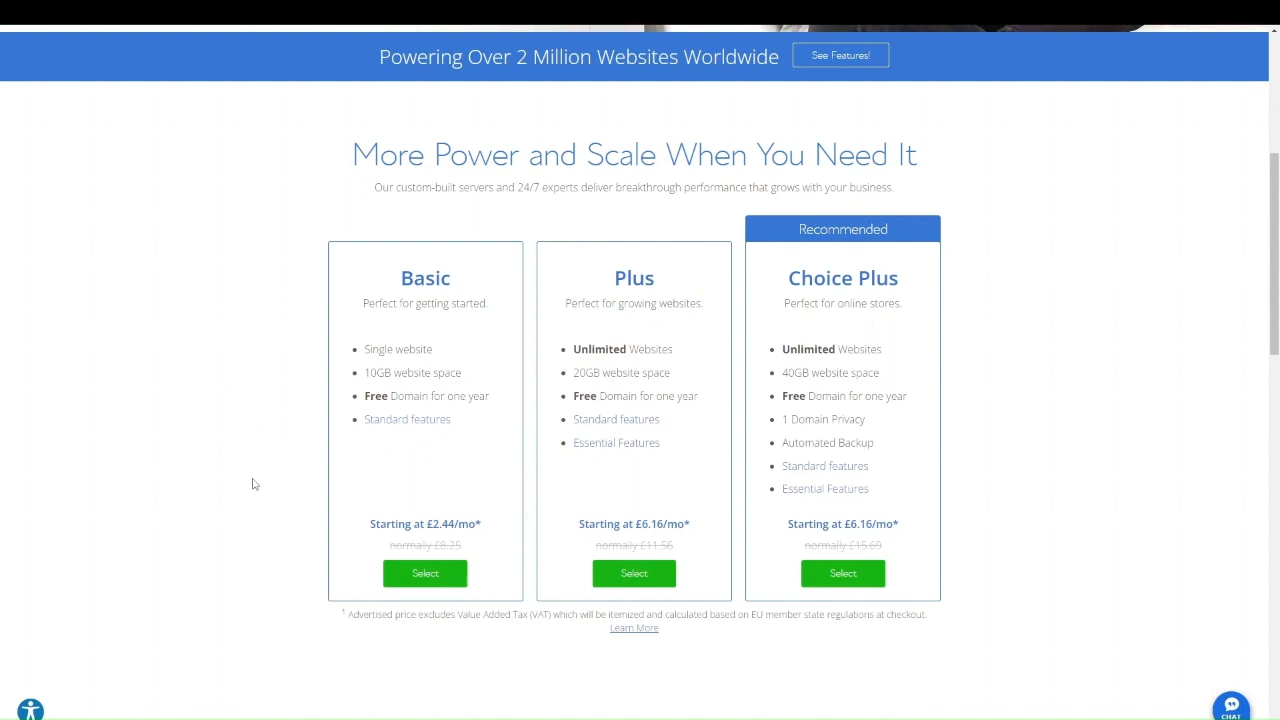 Powering Over 2 Million Websites Worldwide
See Features!
More Power and Scale When You Need It
Our custom-built servers and 24/7 experts deliver breakthrough performance that grows with your business.
Basic
Perfect for getting started.
Single website
10GB website space
Free Domain for one year
Standard features
Starting at £2.44/mo*
normally £8.25
Select
Plus
Perfect for growing websites.
Unlimited Websites
20GB website space
Free Domain for one year
Standard features
Essential Features
Starting at £6.16/mo*
normally £11.56
Select
Recommended
Choice Plus
Perfect for online stores.
Unlimited Websites
40GB website space
Free Domain for one year
1 Domain Privacy
Automated Backup
Standard features
Essential Features
Starting at £6.16/mo*
normally £15.69
Select
1 Advertised price excludes Value Added Tax (VAT) which will be itemized and calculated based on EU member state regulations at checkout.
Learn More
CHAT